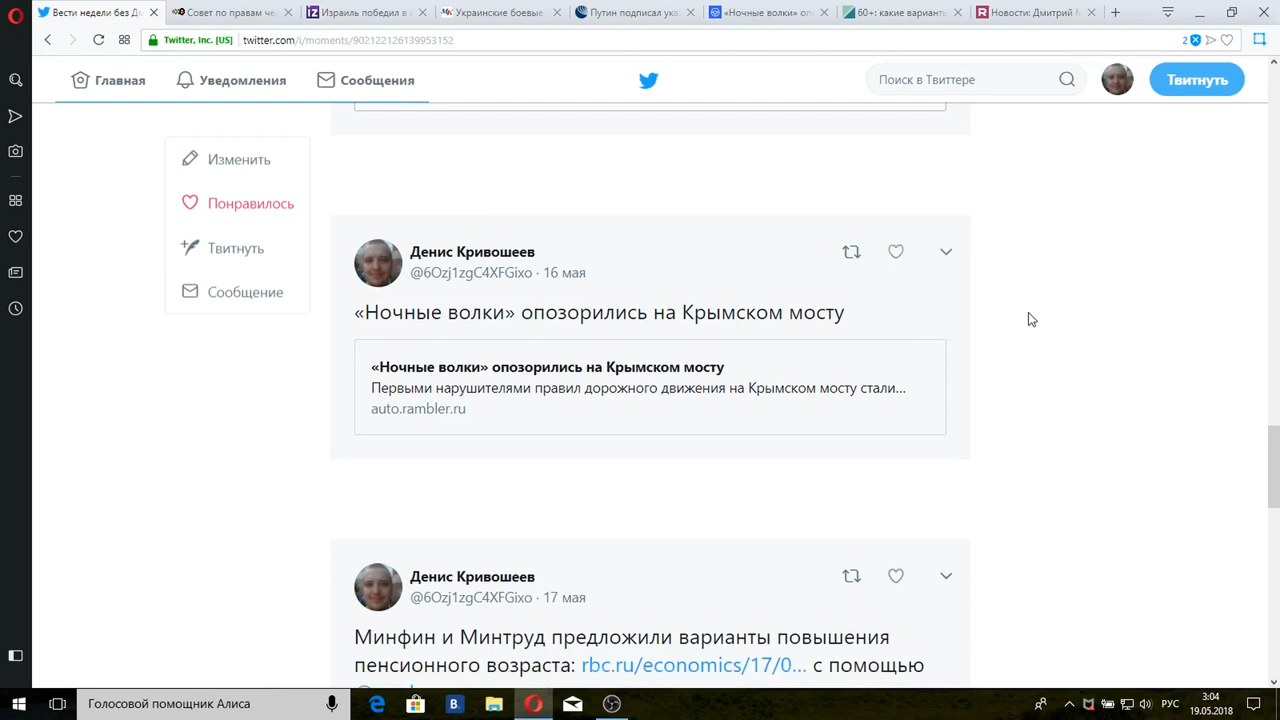 Вести недели без Ди
Совет по правам чел
Израиль победил в к
Украинские боевые
Путин подписал ука
«Ночные волки» оп
60+: какие варианты
Новости: Дмитрий М
Twitter, Inc. [US]
twitter.com/i/moments/902122126139953152
2
Главная
Уведомления
Сообщения
Поиск в Твиттере
Твитнуть
Изменить
Понравилось
Твитнуть
Сообщение
Денис Кривошеев
@6Ozj1zgC4XFGixo · 16 мая
«Ночные волки» опозорились на Крымском мосту
«Ночные волки» опозорились на Крымском мосту
Первыми нарушителями правил дорожного движения на Крымском мосту стали...
auto.rambler.ru
Денис Кривошеев
@6Ozj1zgC4XFGixo · 17 мая
Минфин и Минтруд предложили варианты повышения
пенсионного возраста: rbc.ru/economics/17/0... с помощью
Голосовой помощник Алиса
РУС
3:04
19.05.2018